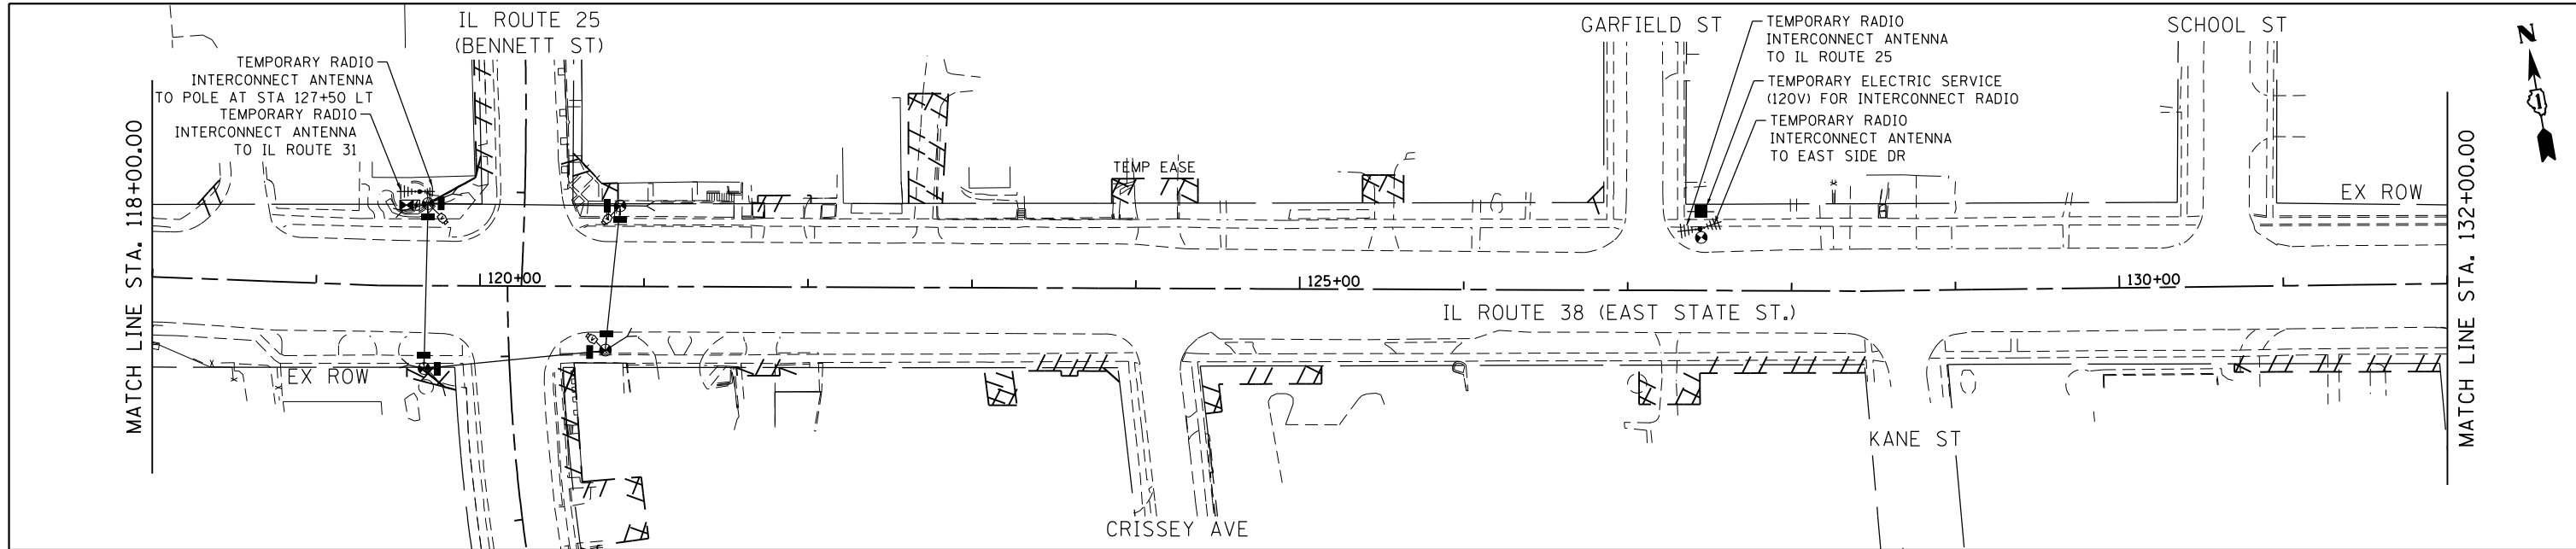 IL ROUTE 25
(BENNETT ST)
GARFIELD ST
SCHOOL ST
N
TEMPORARY RADIO
INTERCONNECT ANTENNA
TO POLE AT STA 127+50 LT
TEMPORARY RADIO
INTERCONNECT ANTENNA
TO IL ROUTE 31
TEMPORARY RADIO
INTERCONNECT ANTENNA
TO IL ROUTE 25
TEMPORARY ELECTRIC SERVICE
(120V) FOR INTERCONNECT RADIO
TEMPORARY RADIO
INTERCONNECT ANTENNA
TO EAST SIDE DR
TEMP EASE
EX ROW
MATCH LINE STA. 118+00.00
120+00
125+00
130+00
MATCH LINE STA. 132+00.00
IL ROUTE 38 (EAST STATE ST.)
EX ROW
KANE ST
CRISSEY AVE